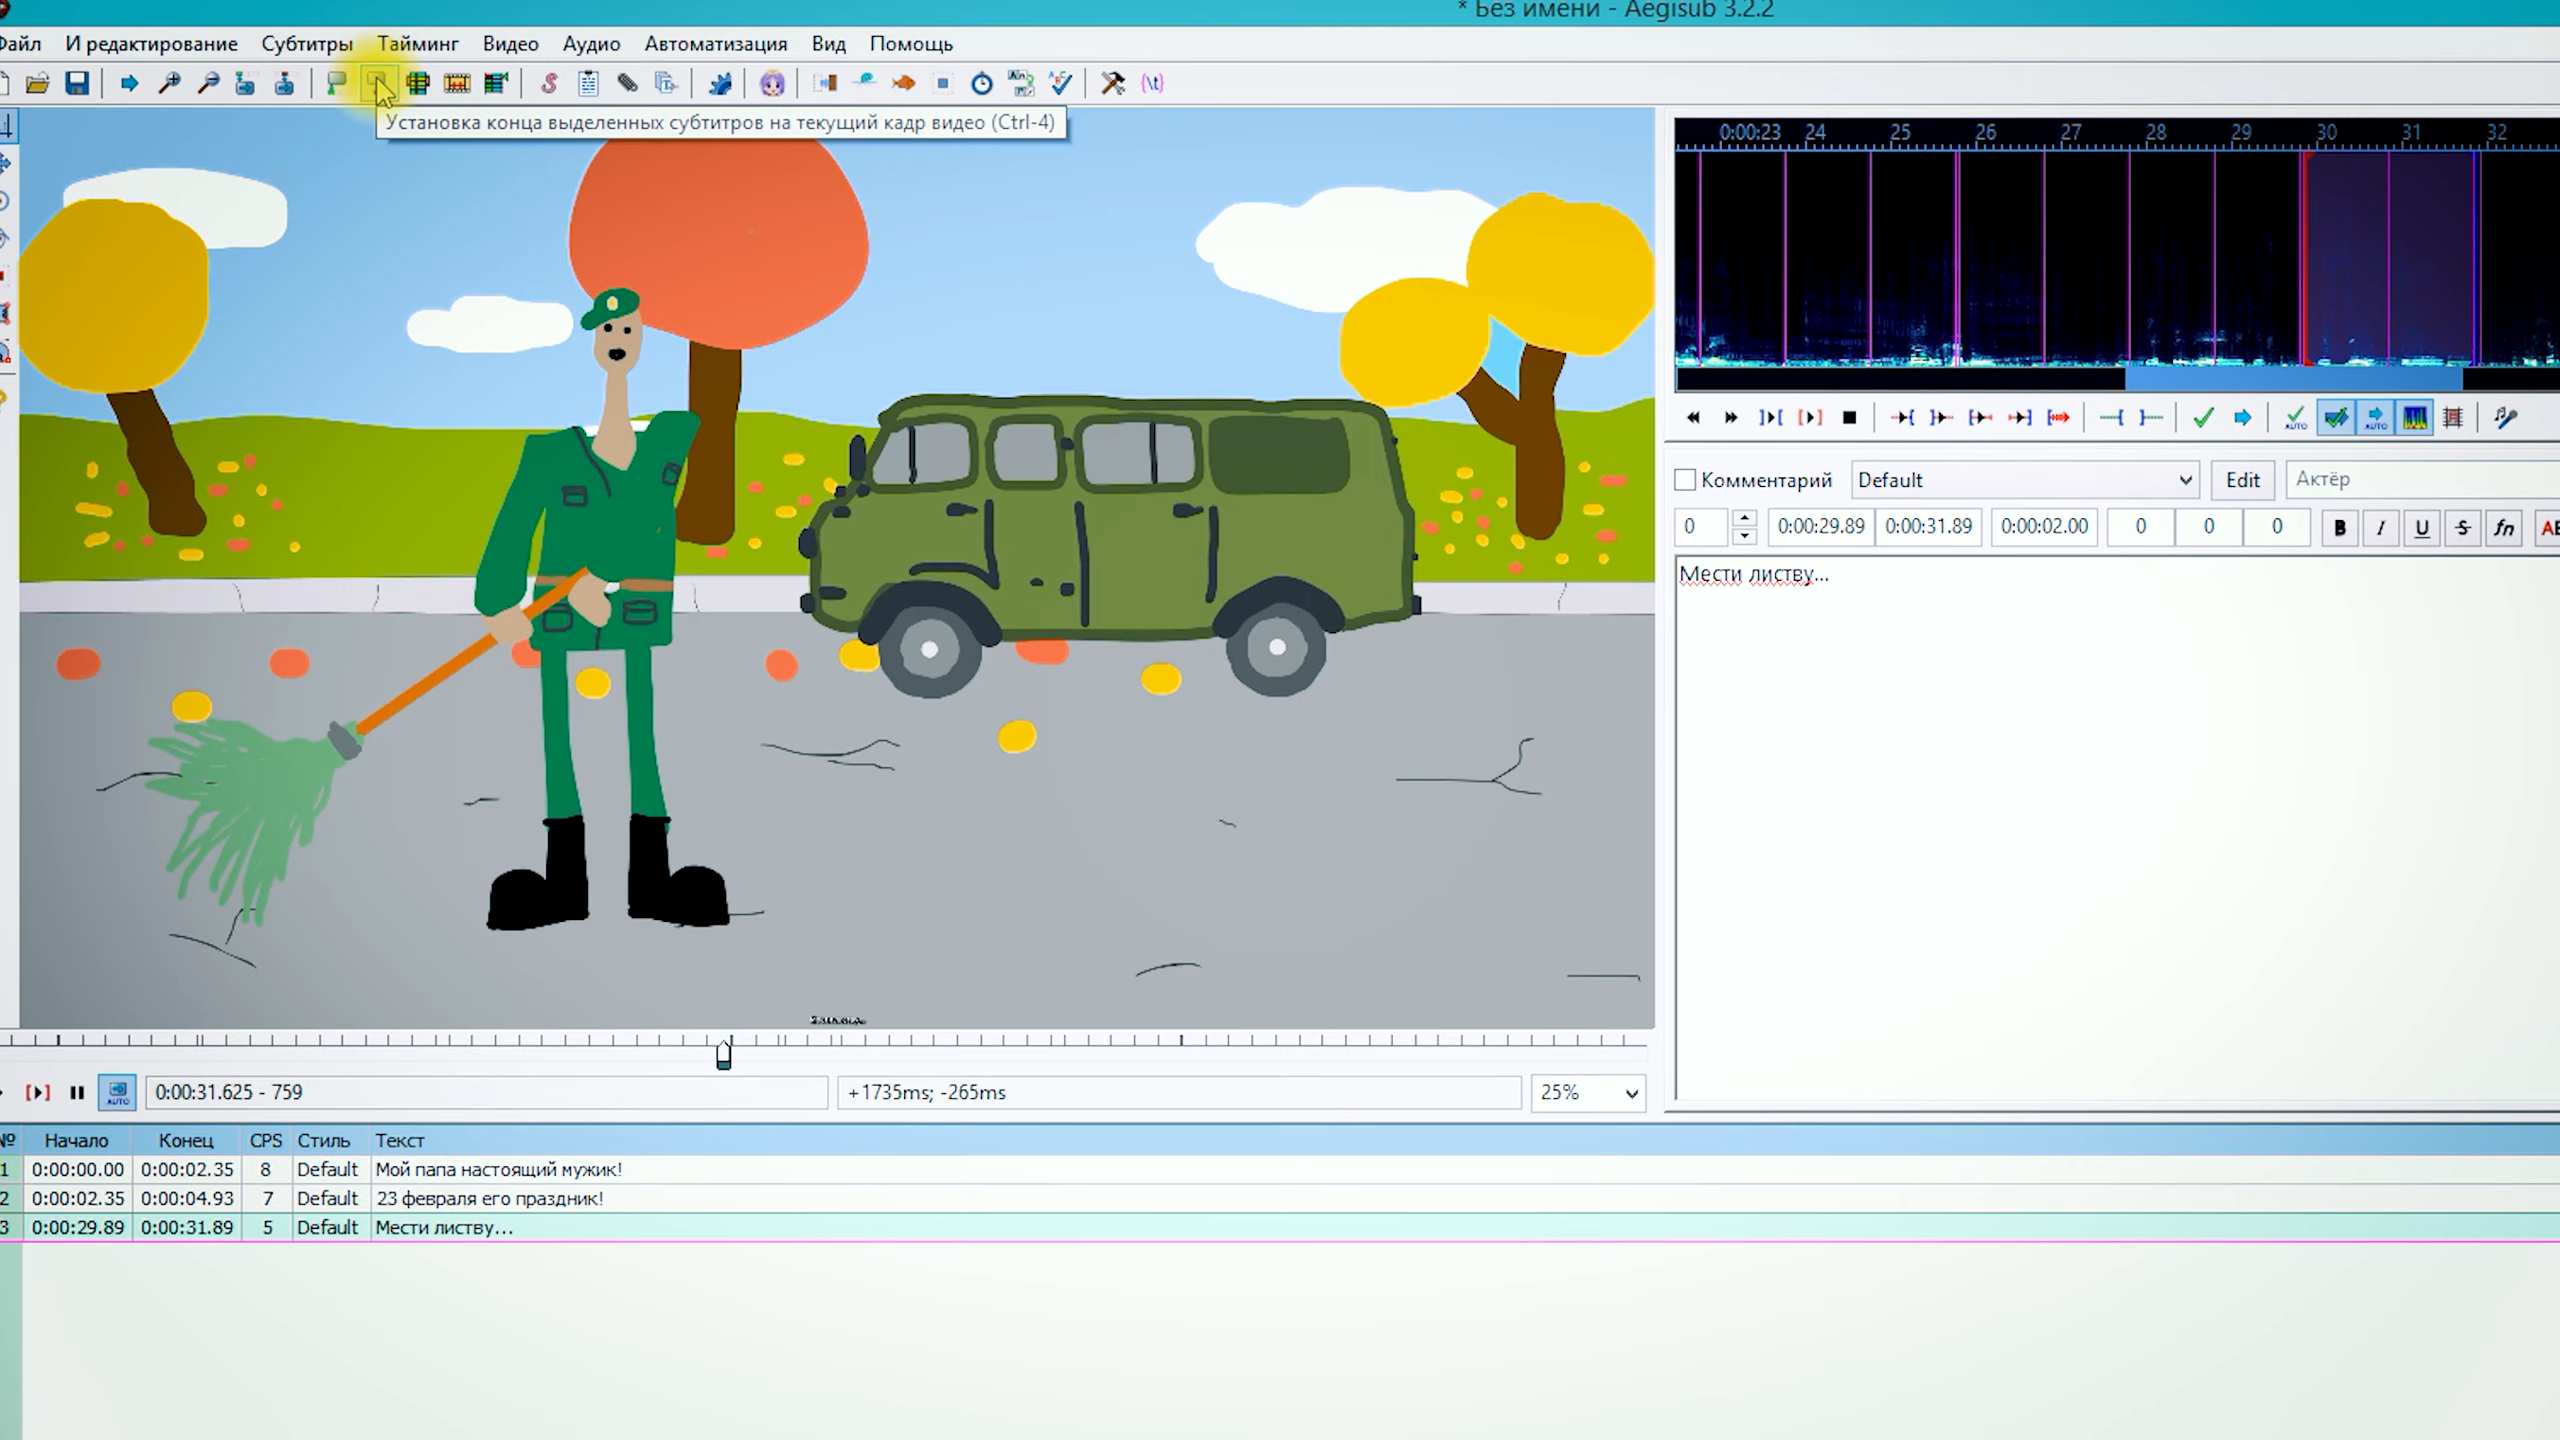 * Без имени - Aegisub 3.2.2
Файл И редактирование Субтитры Тайминг Видео Аудио Автоматизация Вид Помощь
Установка конца выделенных субтитров на текущий кадр видео (Ctrl-4)
0:00:23 24 25 26 27 28 29 30 31 32
AUTO AUTO
Комментарий Default Edit Актёр
0 0:00:29.89 0:00:31.89 0:00:02.00 0 0 0 B I U S fn AB
Мести листву...
AUTO 0:00:31.625 - 759 +1735ms; -265ms 25%
№ Начало Конец CPS Стиль Текст
1 0:00:00.00 0:00:02.35 8 Default Мой папа настоящий мужик!
2 0:00:02.35 0:00:04.93 7 Default 23 февраля его праздник!
3 0:00:29.89 0:00:31.89 5 Default Мести листву...